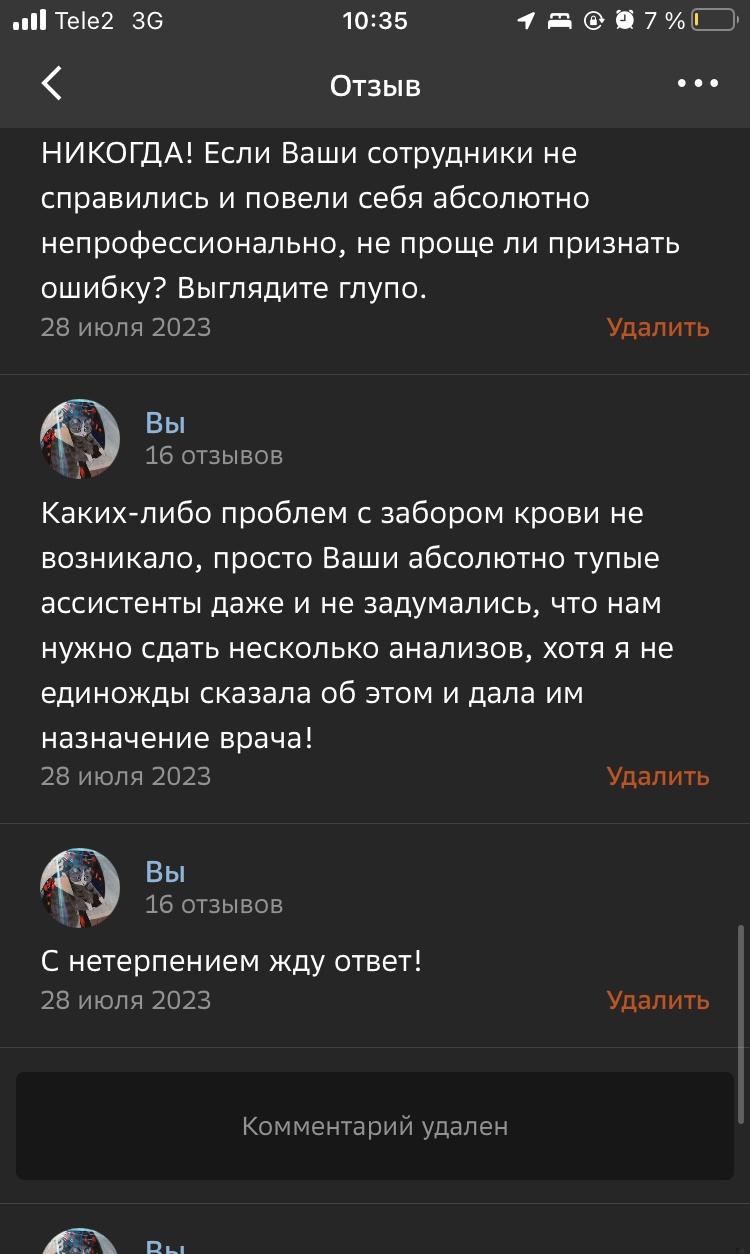 Tele2 3G 10:35 7 %
Отзыв
НИКОГДА! Если Ваши сотрудники не
справились и повели себя абсолютно
непрофессионально, не проще ли признать
ошибку? Выглядите глупо.
28 июля 2023 Удалить
Вы
16 отзывов
Каких-либо проблем с забором крови не
возникало, просто Ваши абсолютно тупые
ассистенты даже и не задумались, что нам
нужно сдать несколько анализов, хотя я не
единожды сказала об этом и дала им
назначение врача!
28 июля 2023 Удалить
Вы
16 отзывов
С нетерпением жду ответ!
28 июля 2023 Удалить
Комментарий удален
Вы